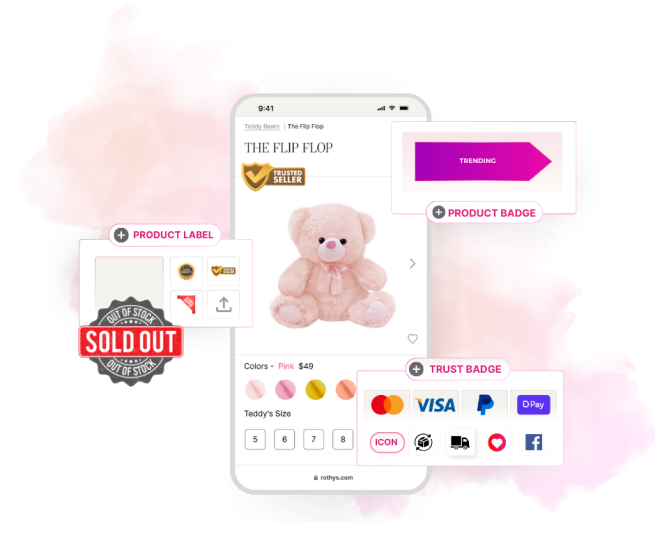 9:41
Teddy Bears | The Flip Flop
THE FLIP FLOP
TRUSTED
SELLER
TRENDING
PRODUCT BADGE
PRODUCT LABEL
OUT OF STOCK
SOLD OUT
OUT OF STOCK
Colors - Pink $49
Teddy's Size
5 6 7 8
TRUST BADGE
VISA
Pay
ICON
rothys.com